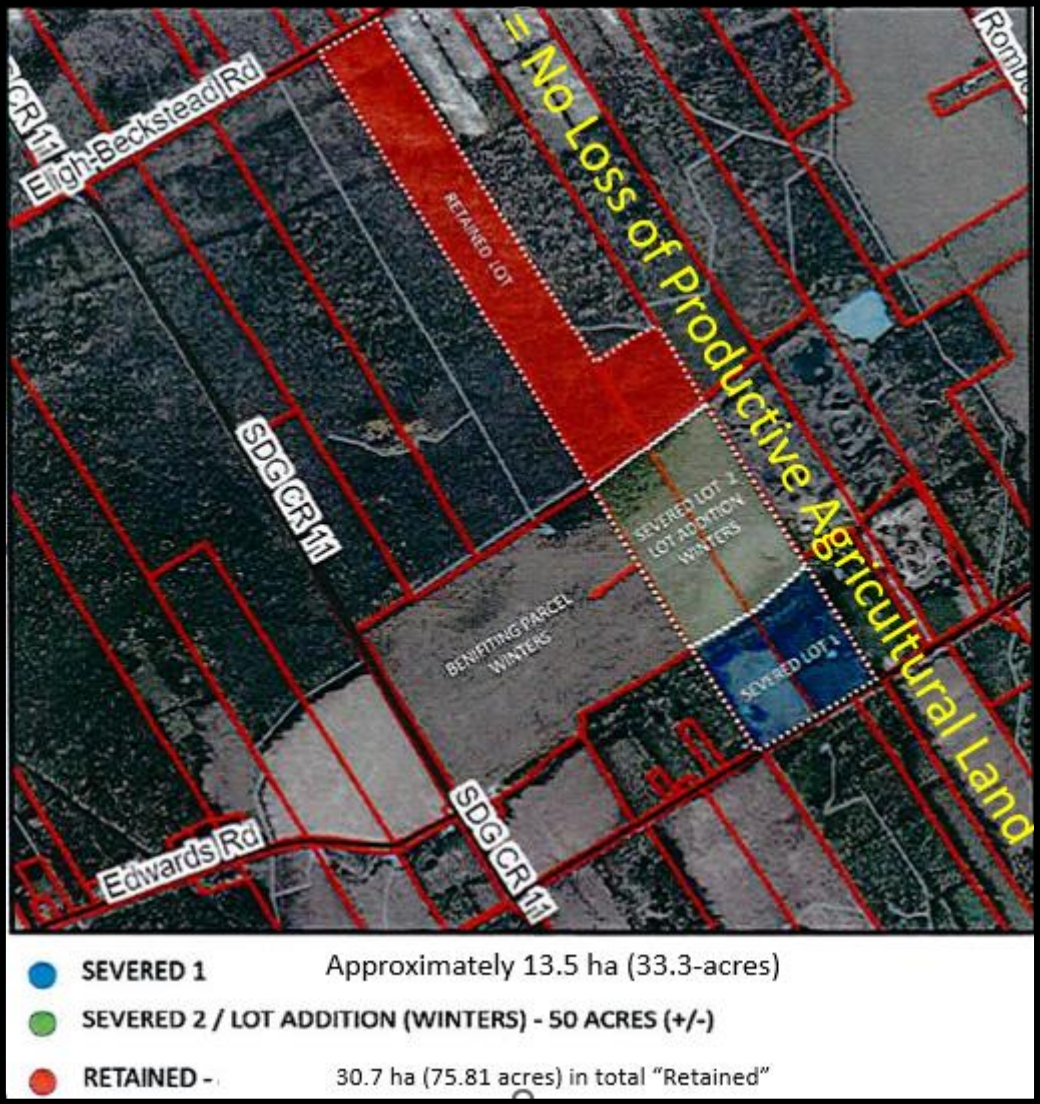 = No Loss of Productive Agricultural Land
CR 11
Eligh-Beckstead Rd
RETAINED LOT
SDG CR 11
SEVERED LOT 2
LOT ADDITION
WINTERS
BENIFITING PARCEL
WINTERS
SEVERED LOT 1
SDG CR 11
Edwards Rd
SEVERED 1 Approximately 13.5 ha (33.3-acres)
SEVERED 2 / LOT ADDITION (WINTERS) - 50 ACRES (+/-)
RETAINED - 30.7 ha (75.81 acres) in total “Retained”